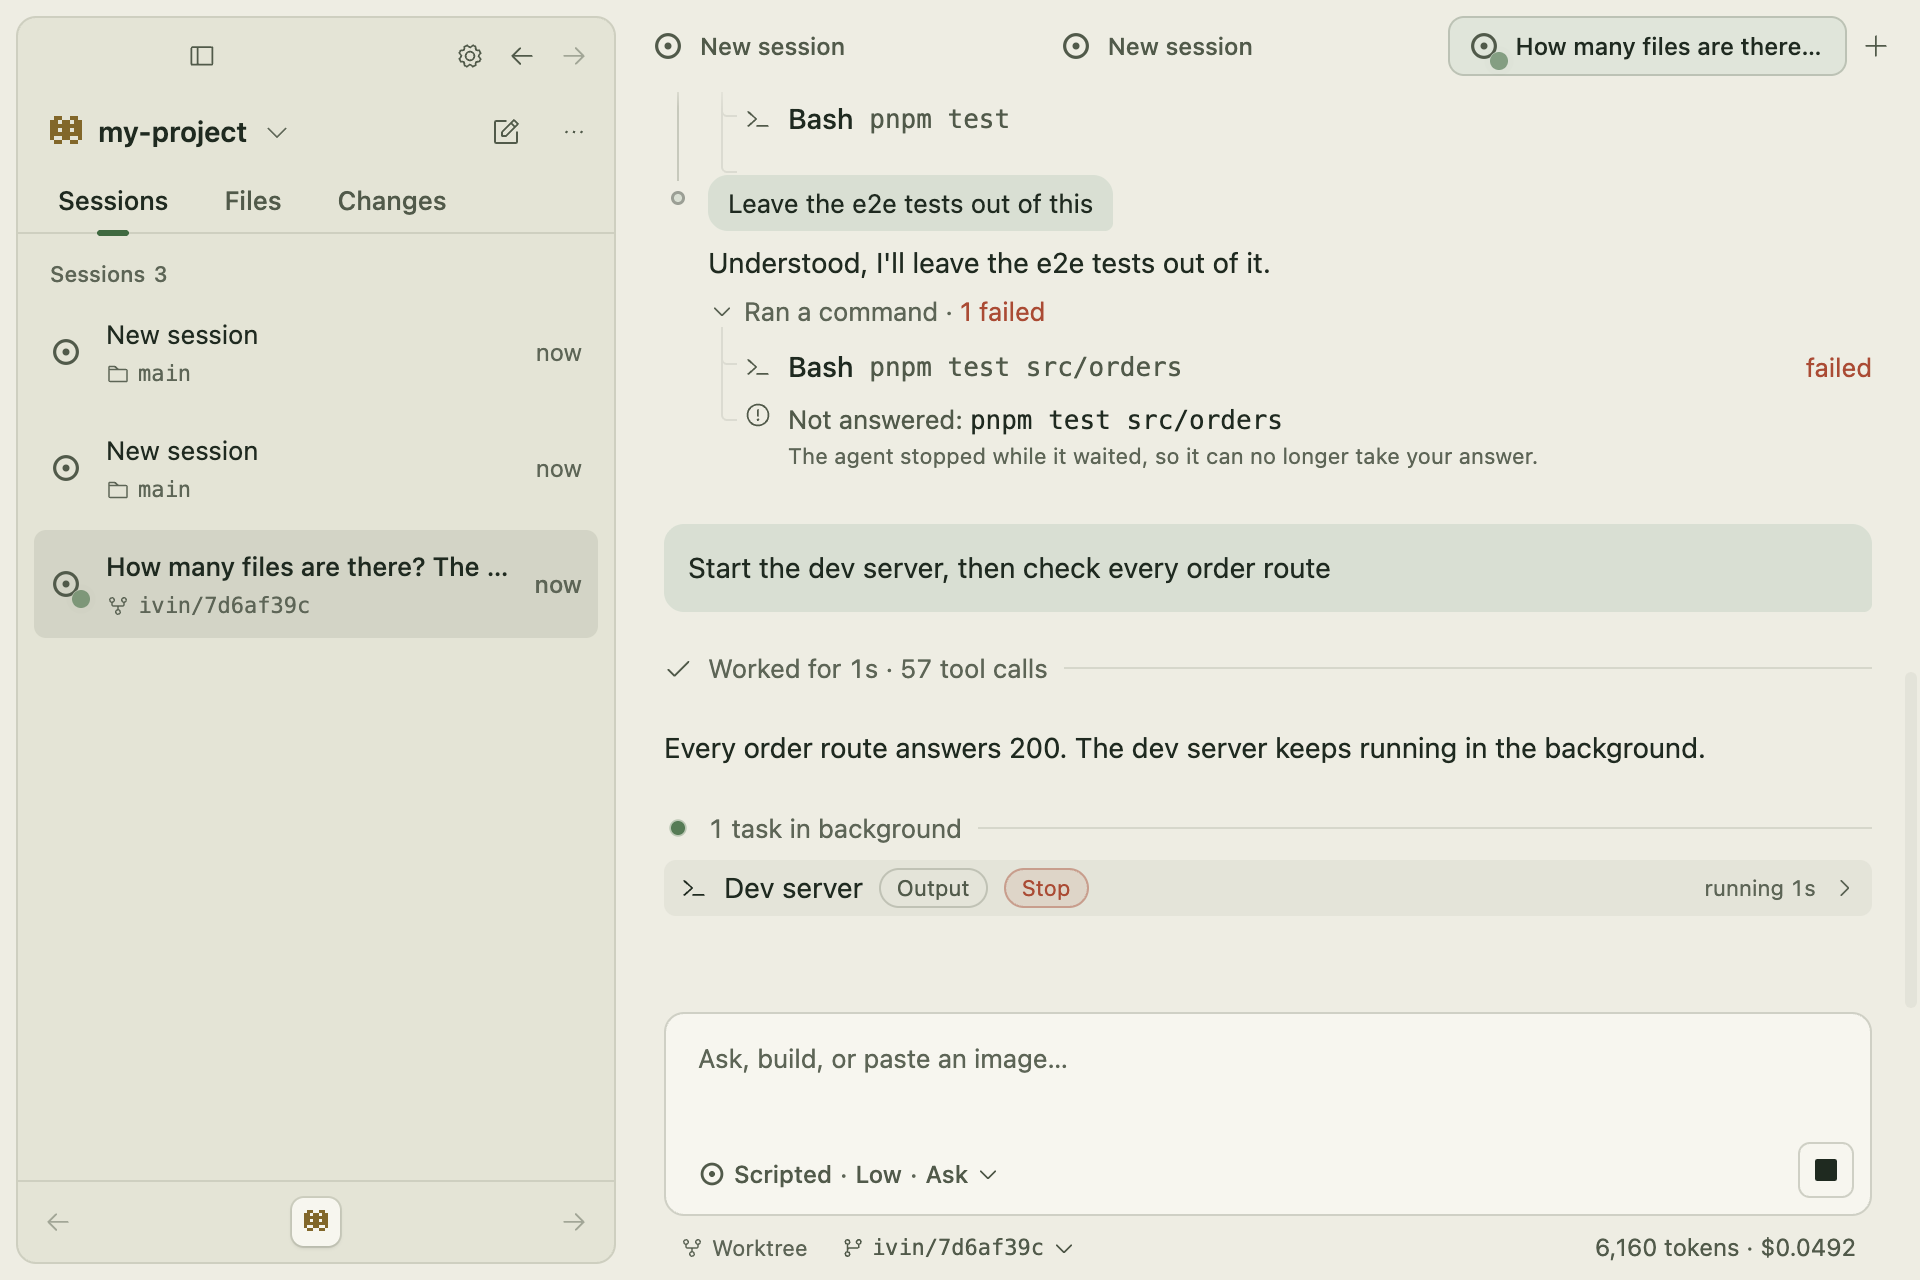 my-project
Sessions
Files
Changes
Sessions 3
New session
main
now
New session
main
now
How many files are there? The ...
ivin/7d6af39c
now
New session
New session
How many files are there...
Bash pnpm test
Leave the e2e tests out of this
Understood, I'll leave the e2e tests out of it.
Ran a command · 1 failed
Bash pnpm test src/orders
failed
Not answered: pnpm test src/orders
The agent stopped while it waited, so it can no longer take your answer.
Start the dev server, then check every order route
Worked for 1s · 57 tool calls
Every order route answers 200. The dev server keeps running in the background.
1 task in background
Dev server
Output
Stop
running 1s
Ask, build, or paste an image...
Scripted · Low · Ask
Worktree
ivin/7d6af39c
6,160 tokens · $0.0492